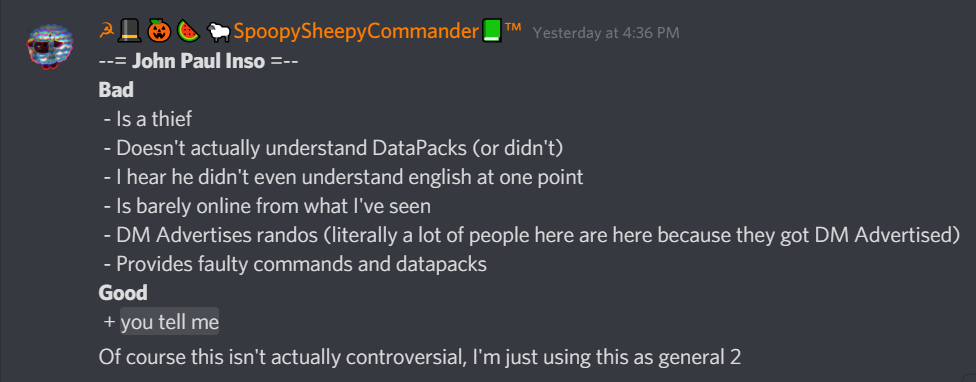 SpoopySheepyCommander™ Yesterday at 4:36 PM
--= John Paul Inso =--
Bad
- Is a thief
- Doesn't actually understand DataPacks (or didn't)
- I hear he didn't even understand english at one point
- Is barely online from what I've seen
- DM Advertises randos (literally a lot of people here are here because they got DM Advertised)
- Provides faulty commands and datapacks
Good
+ you tell me
Of course this isn't actually controversial, I'm just using this as general 2